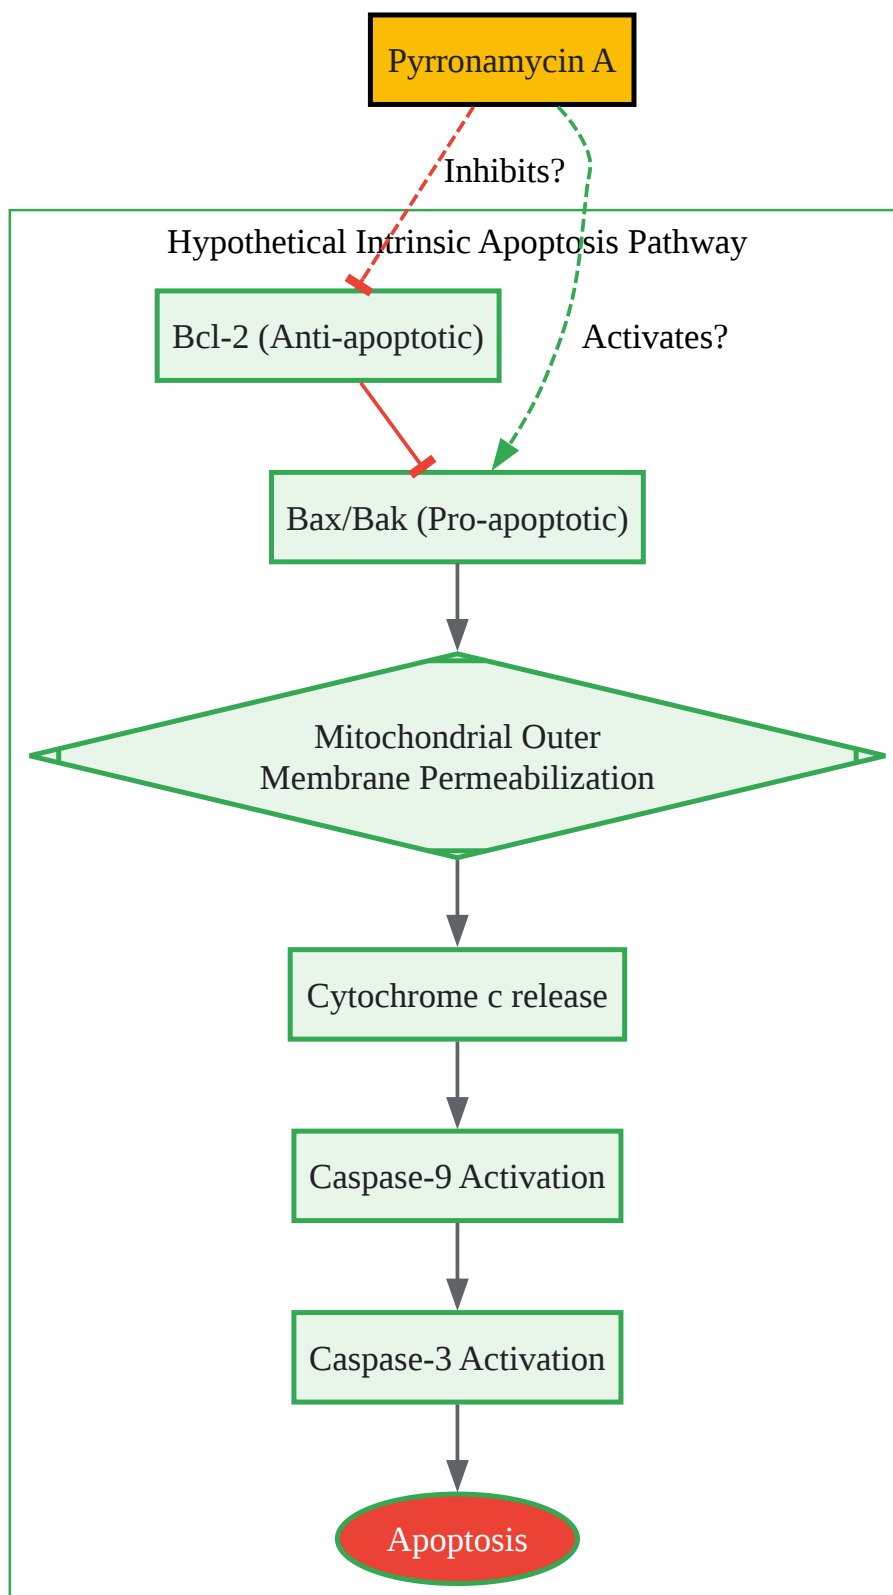 Pyrronamycin A
Inhibits?
Hypothetical Intrinsic Apoptosis Pathway
Bcl-2 (Anti-apoptotic)
Activates?
Bax/Bak (Pro-apoptotic)
Mitochondrial Outer
Membrane Permeabilization
Cytochrome c release
Caspase-9 Activation
Caspase-3 Activation
Apoptosis